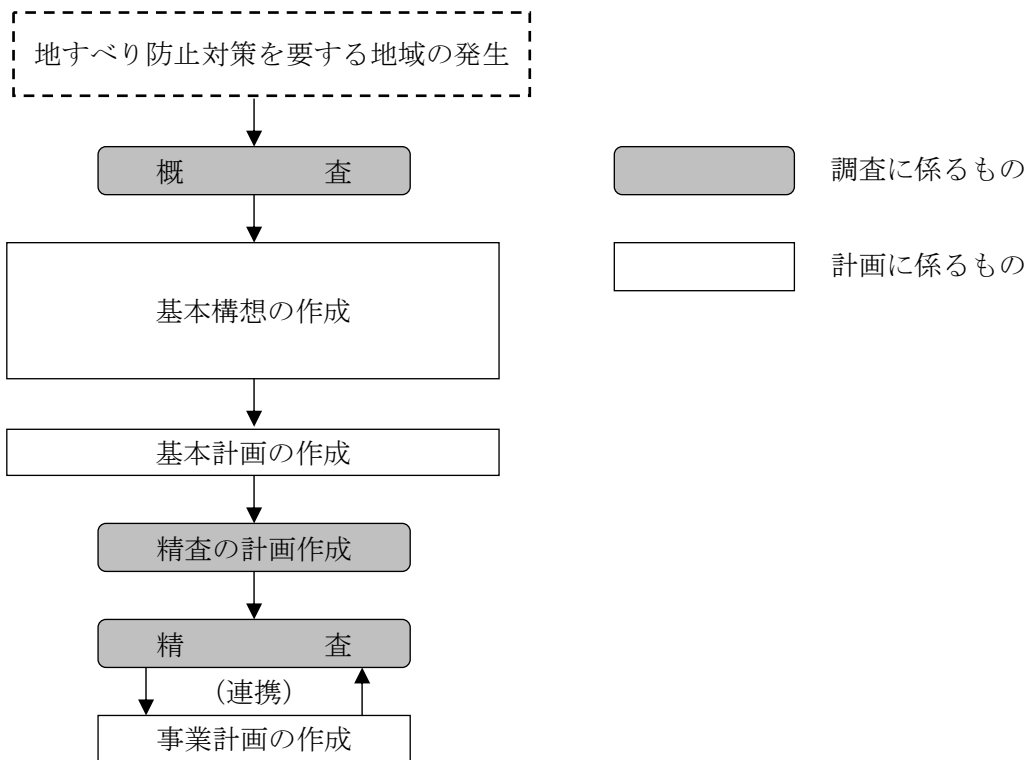 地すべり防止対策を要する地域の発生
概　　　査
調査に係るもの
基本構想の作成
計画に係るもの
基本計画の作成
精査の計画作成
精　　　査
（連携）
事業計画の作成